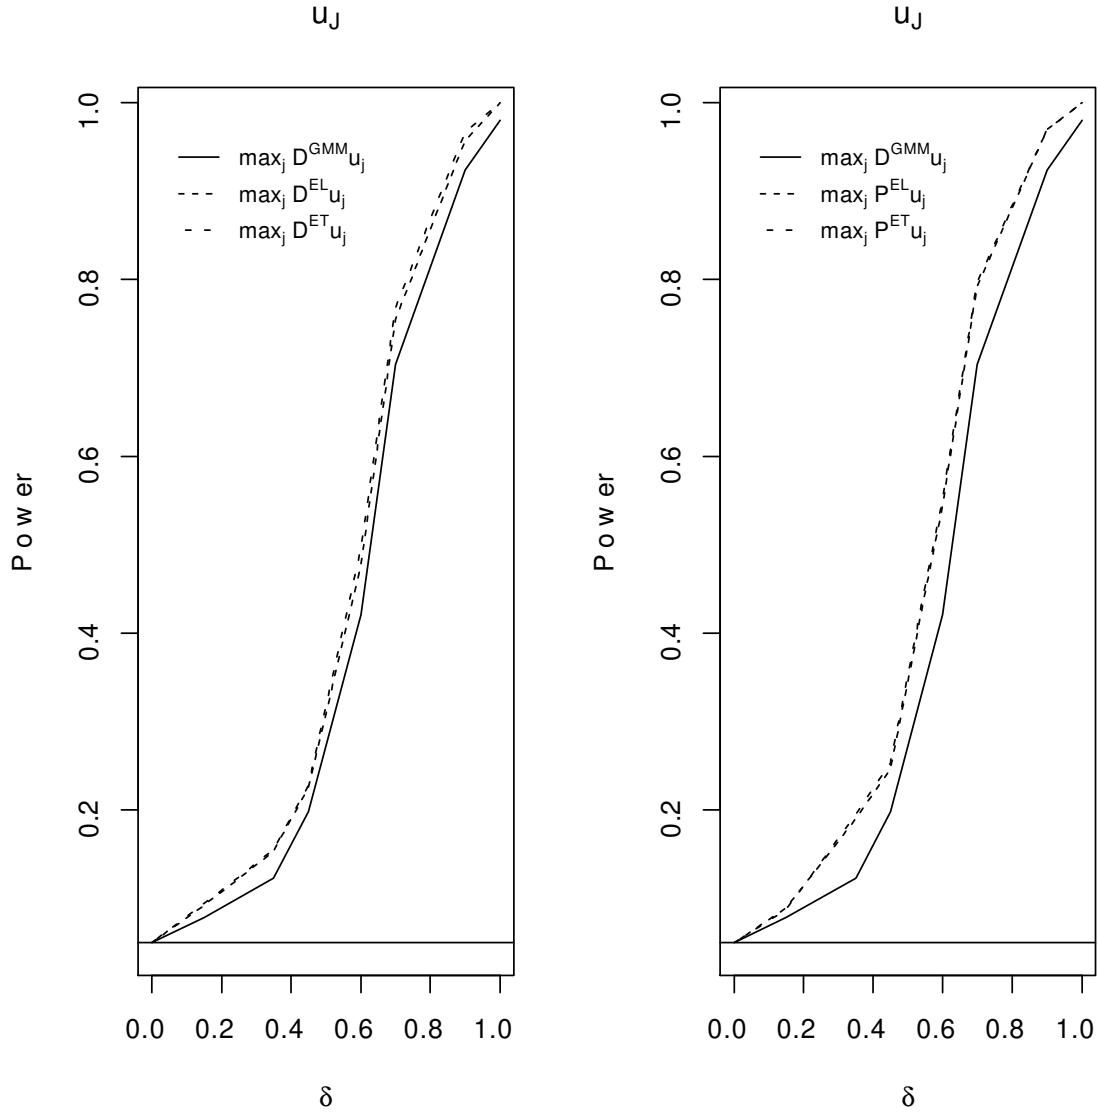 u_J
1.0
0.8
0.6
0.4
0.2
Power
max_j D^GMM u_j
max_j D^EL u_j
max_j D^ET u_j
0.0 0.2 0.4 0.6 0.8 1.0
δ
u_J
1.0
0.8
0.6
0.4
0.2
Power
max_j D^GMM u_j
max_j P^EL u_j
max_j P^ET u_j
0.0 0.2 0.4 0.6 0.8 1.0
δ